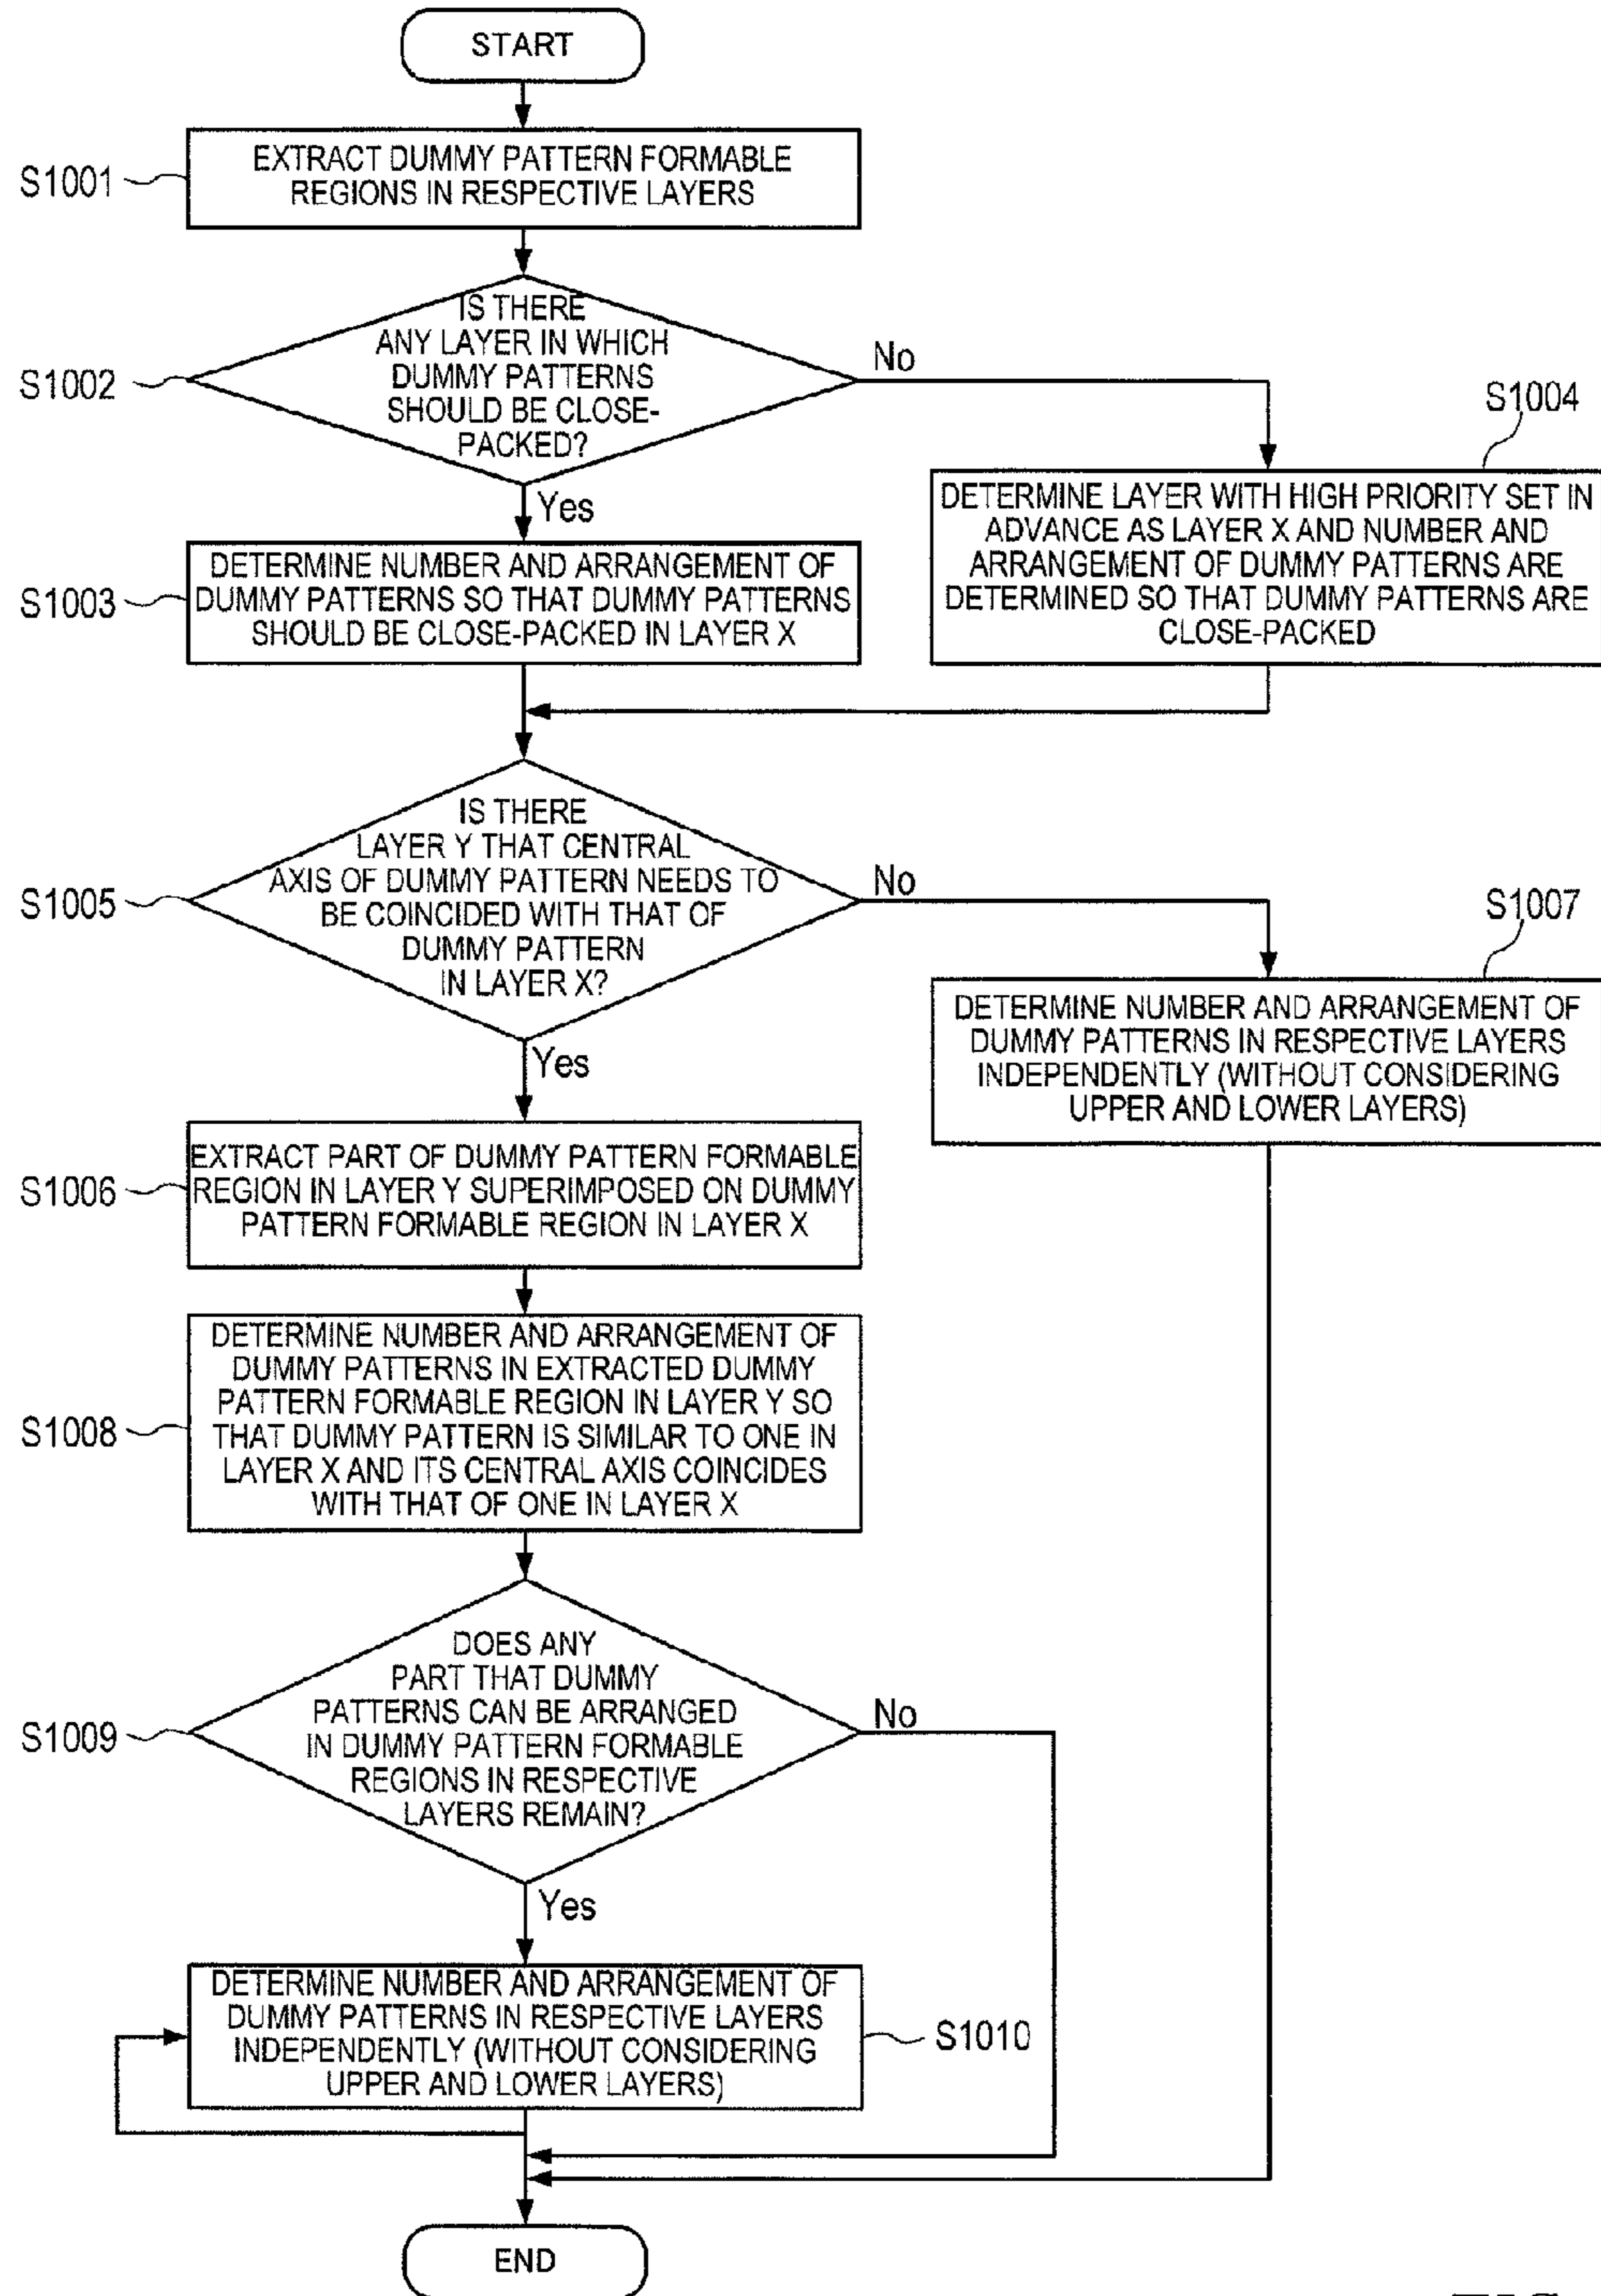 START
S1001
EXTRACT DUMMY PATTERN FORMABLE
REGIONS IN RESPECTIVE LAYERS
S1002
IS THERE
ANY LAYER IN WHICH
DUMMY PATTERNS
SHOULD BE CLOSE-
PACKED?
No
Yes
S1003
DETERMINE NUMBER AND ARRANGEMENT OF
DUMMY PATTERNS SO THAT DUMMY PATTERNS
SHOULD BE CLOSE-PACKED IN LAYER X
S1004
DETERMINE LAYER WITH HIGH PRIORITY SET IN
ADVANCE AS LAYER X AND NUMBER AND
ARRANGEMENT OF DUMMY PATTERNS ARE
DETERMINED SO THAT DUMMY PATTERNS ARE
CLOSE-PACKED
S1005
IS THERE
LAYER Y THAT CENTRAL
AXIS OF DUMMY PATTERN NEEDS TO
BE COINCIDED WITH THAT OF
DUMMY PATTERN
IN LAYER X?
No
Yes
S1007
DETERMINE NUMBER AND ARRANGEMENT OF
DUMMY PATTERNS IN RESPECTIVE LAYERS
INDEPENDENTLY (WITHOUT CONSIDERING
UPPER AND LOWER LAYERS)
S1006
EXTRACT PART OF DUMMY PATTERN FORMABLE
REGION IN LAYER Y SUPERIMPOSED ON DUMMY
PATTERN FORMABLE REGION IN LAYER X
S1008
DETERMINE NUMBER AND ARRANGEMENT OF
DUMMY PATTERNS IN EXTRACTED DUMMY
PATTERN FORMABLE REGION IN LAYER Y SO
THAT DUMMY PATTERN IS SIMILAR TO ONE IN
LAYER X AND ITS CENTRAL AXIS COINCIDES
WITH THAT OF ONE IN LAYER X
S1009
DOES ANY
PART THAT DUMMY
PATTERNS CAN BE ARRANGED
IN DUMMY PATTERN FORMABLE
REGIONS IN RESPECTIVE
LAYERS REMAIN?
No
Yes
DETERMINE NUMBER AND ARRANGEMENT OF
DUMMY PATTERNS IN RESPECTIVE LAYERS
INDEPENDENTLY (WITHOUT CONSIDERING
UPPER AND LOWER LAYERS)
S1010
END